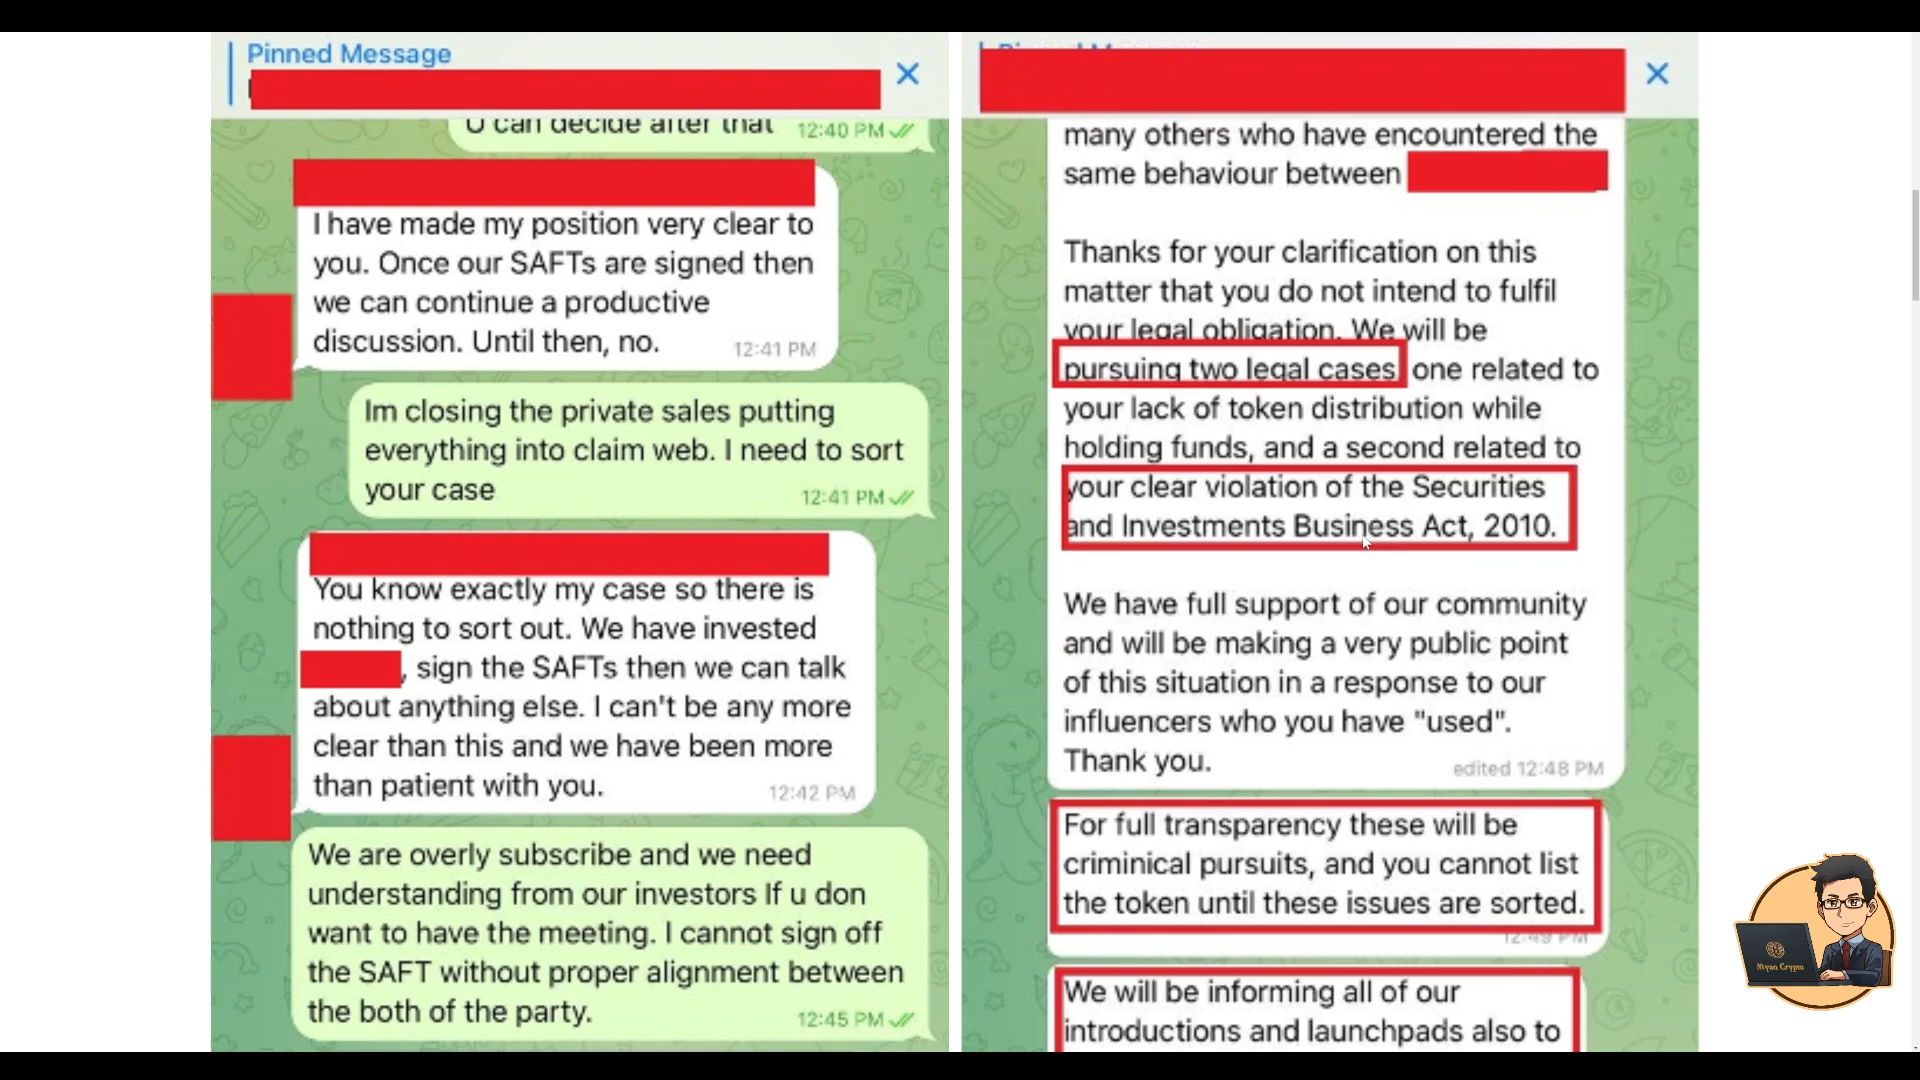 Pinned Message
U can decide after that 12:40 PM
I have made my position very clear to
you. Once our SAFTs are signed then
we can continue a productive
discussion. Until then, no. 12:41 PM
Im closing the private sales putting
everything into claim web. I need to sort
your case 12:41 PM
You know exactly my case so there is
nothing to sort out. We have invested
, sign the SAFTs then we can talk
about anything else. I can't be any more
clear than this and we have been more
than patient with you. 12:42 PM
We are overly subscribe and we need
understanding from our investors If u don
want to have the meeting. I cannot sign off
the SAFT without proper alignment between
the both of the party. 12:45 PM
many others who have encountered the
same behaviour between
Thanks for your clarification on this
matter that you do not intend to fulfil
your legal obligation. We will be
pursuing two legal cases, one related to
your lack of token distribution while
holding funds, and a second related to
your clear violation of the Securities
and Investments Business Act, 2010.
We have full support of our community
and will be making a very public point
of this situation in a response to our
influencers who you have "used".
Thank you. edited 12:48 PM
For full transparency these will be
criminical pursuits, and you cannot list
the token until these issues are sorted.
12:49 PM
We will be informing all of our
introductions and launchpads also to
Myan Crypto